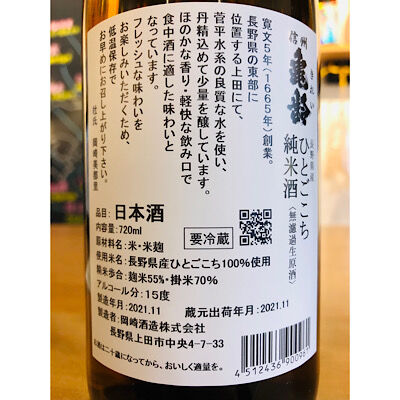 信州
亀齢
きれい
長野県産
ひとごこち
純米酒
(無濾過生原酒)
寛文5年(1665年)創業。
長野県の東部に
位置する上田にて、
菅平水系の良質な水を使い、
丹精込めて少量を醸しています。
ほのかな香り・軽快な飲み口で
食中酒に適した味わいと
なっています。
フレッシュな味わいを
お楽しみいただくため、
低温保存で
お早めにお召し上がり下さい。
杜氏 岡崎美都里
品目:日本酒
内容量:720ml
原材料名:米・米麹
要冷蔵
使用米名:長野県産ひとごこち100%使用
精米歩合:麹米55%・掛米70%
アルコール分:15度
製造年月:2021.11
蔵元出荷年月:2021.11
製造者:岡崎酒造株式会社
長野県上田市中央4-7-33
お酒は二十歳になってから、おいしく適量を。